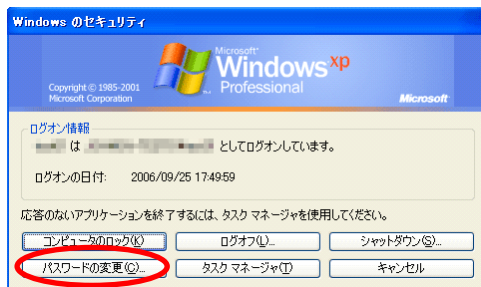 Windows のセキュリティ
Microsoft
Windows xp
Professional
Copyright © 1985-2001
Microsoft Corporation
Microsoft
ログオン情報
は としてログオンしています。
ログオンの日付: 2006/09/25 17:49:59
応答のないアプリケーションを終了するには、タスク マネージャを使用してください。
コンピュータのロック(K) ログオフ(L)... シャットダウン(S)...
パスワードの変更(C)... タスク マネージャ(T) キャンセル